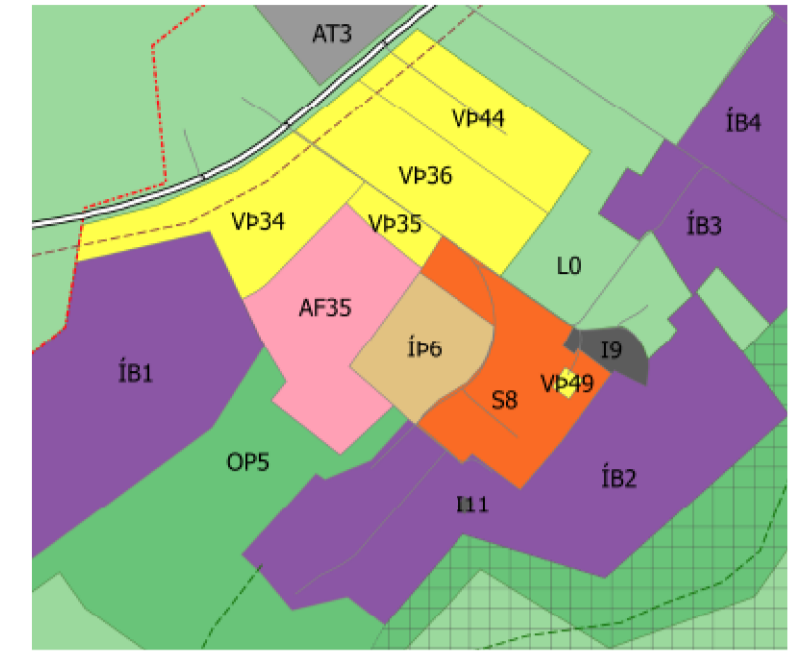 AT3
VÞ44
ÍB4
VÞ36
VÞ34
VÞ35
ÍB3
L0
AF35
ÍÞ6
I9
ÍB1
VÞ49
S8
OP5
ÍB2
I11